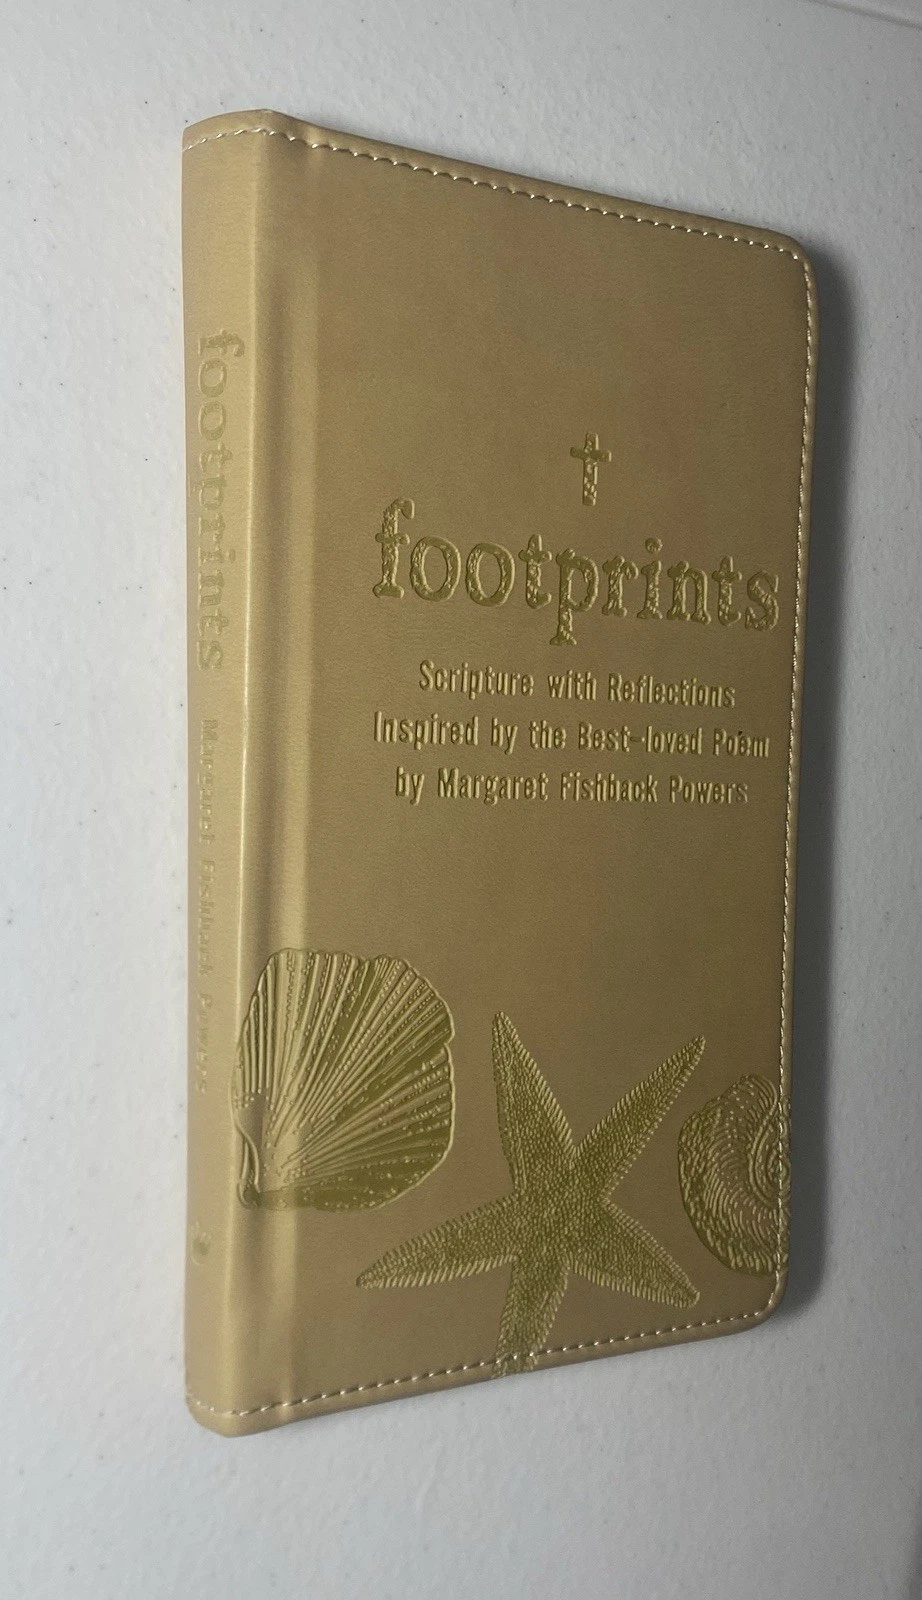 footprints
Scripture with Reflections
Inspired by the Best-loved Poem
by Margaret Fishback Powers
footprints Margaret Fishback Powers